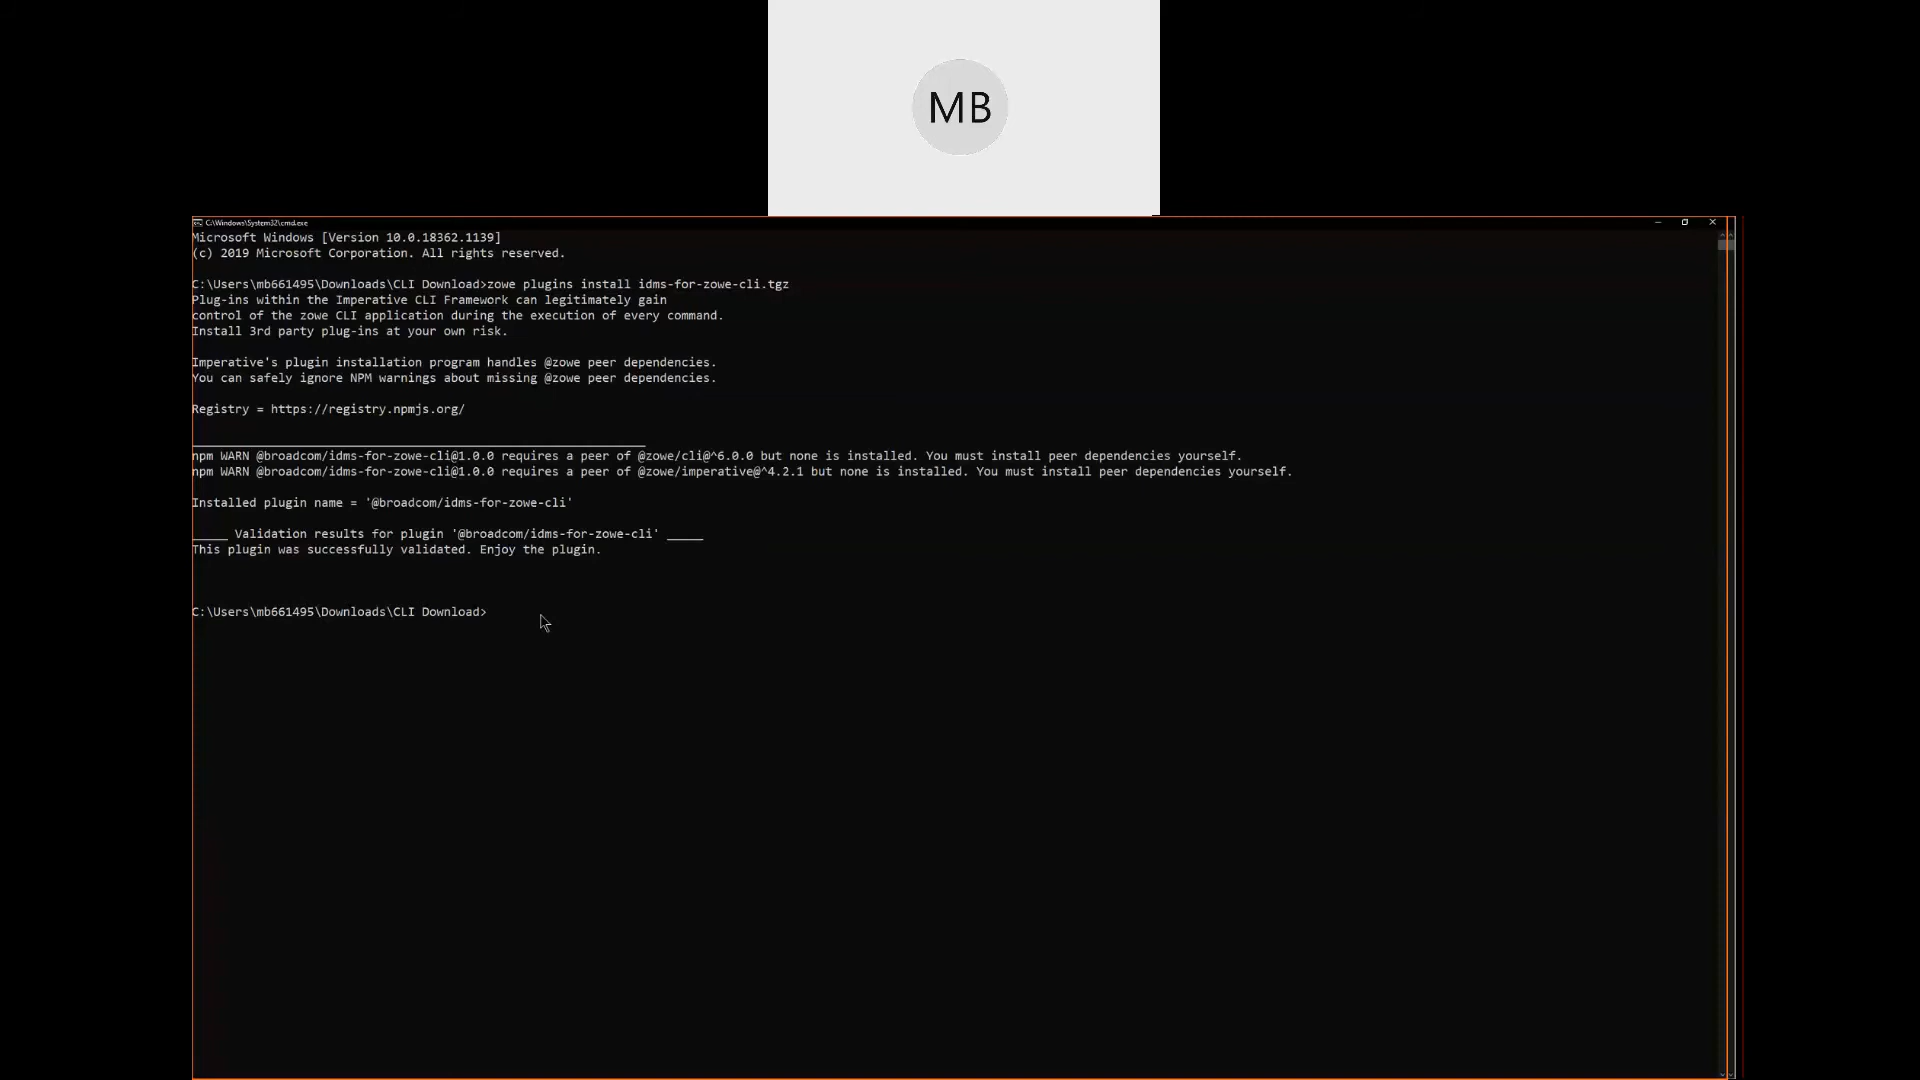 MB
C:\Windows\System32\cmd.exe
Microsoft Windows [Version 10.0.18362.1139]
(c) 2019 Microsoft Corporation. All rights reserved.
C:\Users\mb661495\Downloads\CLI Download>zowe plugins install idms-for-zowe-cli.tgz
Plug-ins within the Imperative CLI Framework can legitimately gain
control of the zowe CLI application during the execution of every command.
Install 3rd party plug-ins at your own risk.
Imperative's plugin installation program handles @zowe peer dependencies.
You can safely ignore NPM warnings about missing @zowe peer dependencies.
Registry = https://registry.npmjs.org/
_______________________________________________________________
npm WARN @broadcom/idms-for-zowe-cli@1.0.0 requires a peer of @zowe/cli@^6.0.0 but none is installed. You must install peer dependencies yourself.
npm WARN @broadcom/idms-for-zowe-cli@1.0.0 requires a peer of @zowe/imperative@^4.2.1 but none is installed. You must install peer dependencies yourself.
Installed plugin name = '@broadcom/idms-for-zowe-cli'
_____ Validation results for plugin '@broadcom/idms-for-zowe-cli' _____
This plugin was successfully validated. Enjoy the plugin.
C:\Users\mb661495\Downloads\CLI Download>